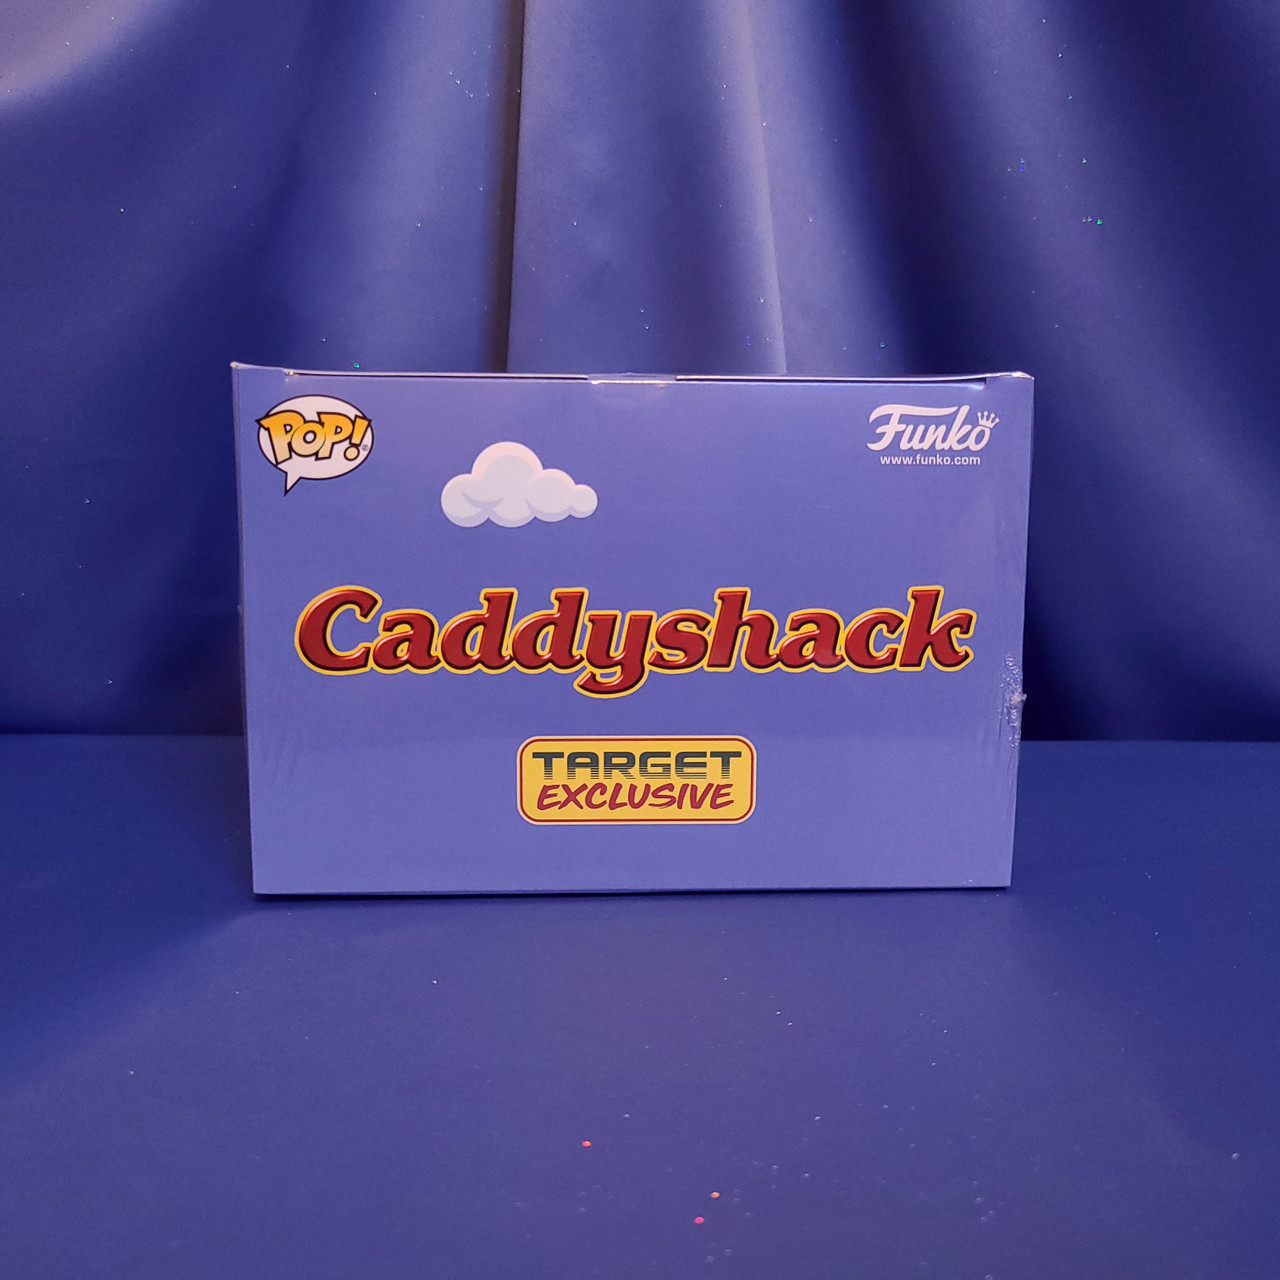 POP!
Funko
www.funko.com
Caddyshack
TARGET
EXCLUSIVE